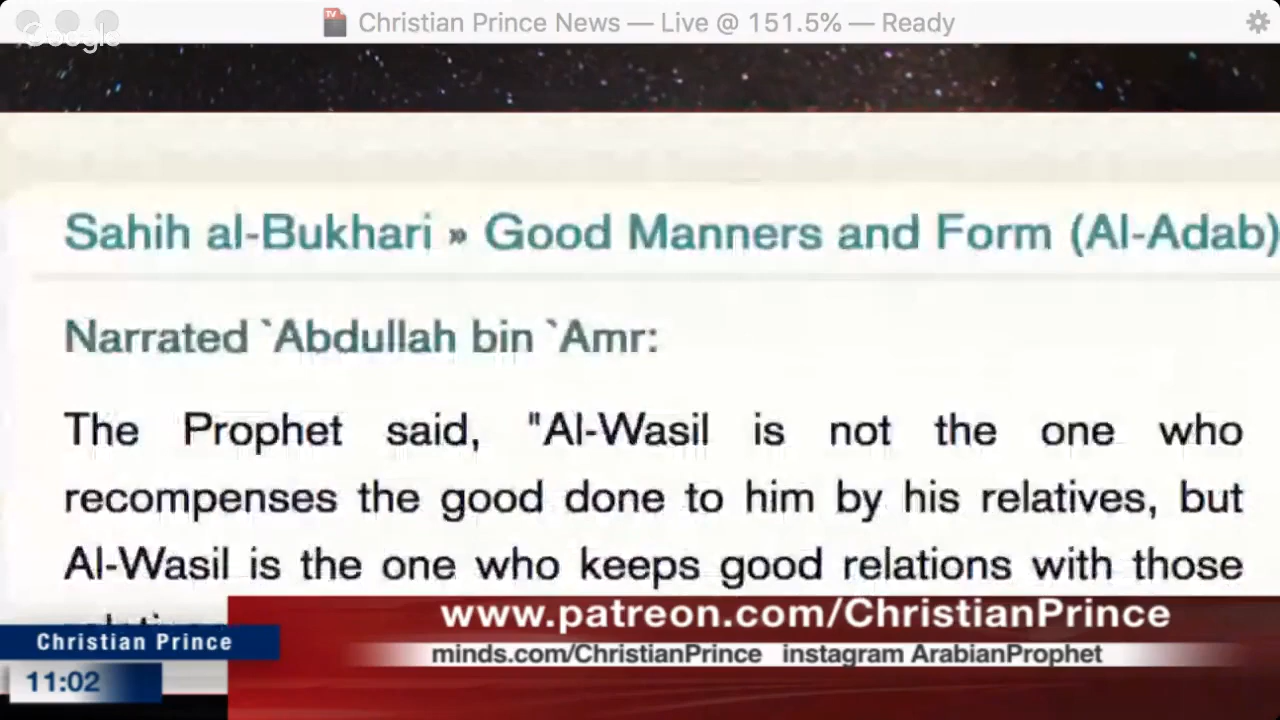 Christian Prince News — Live @ 151.5% — Ready
Google
Sahih al-Bukhari » Good Manners and Form (Al-Adab)
Narrated `Abdullah bin `Amr:
The Prophet said, "Al-Wasil is not the one who
recompenses the good done to him by his relatives, but
Al-Wasil is the one who keeps good relations with those
www.patreon.com/ChristianPrince
Christian Prince
minds.com/ChristianPrince instagram ArabianProphet
11:02